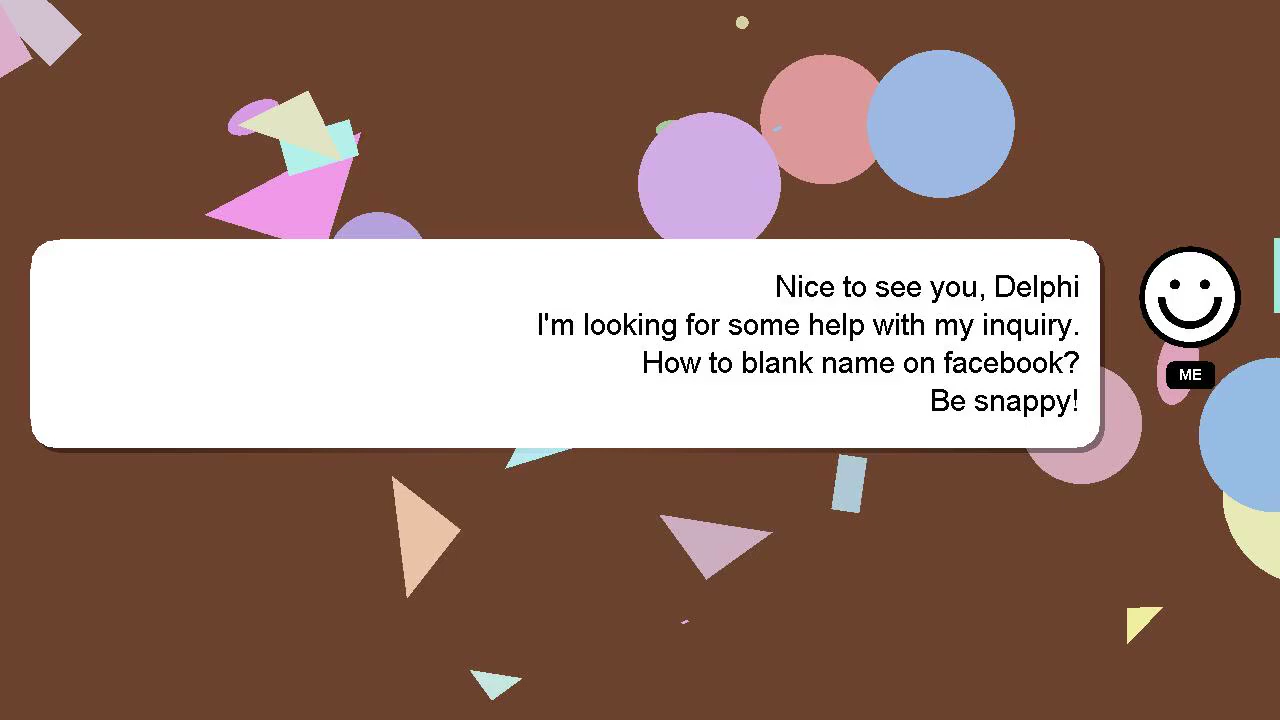 Nice to see you, Delphi
I'm looking for some help with my inquiry.
How to blank name on facebook?
Be snappy!
ME